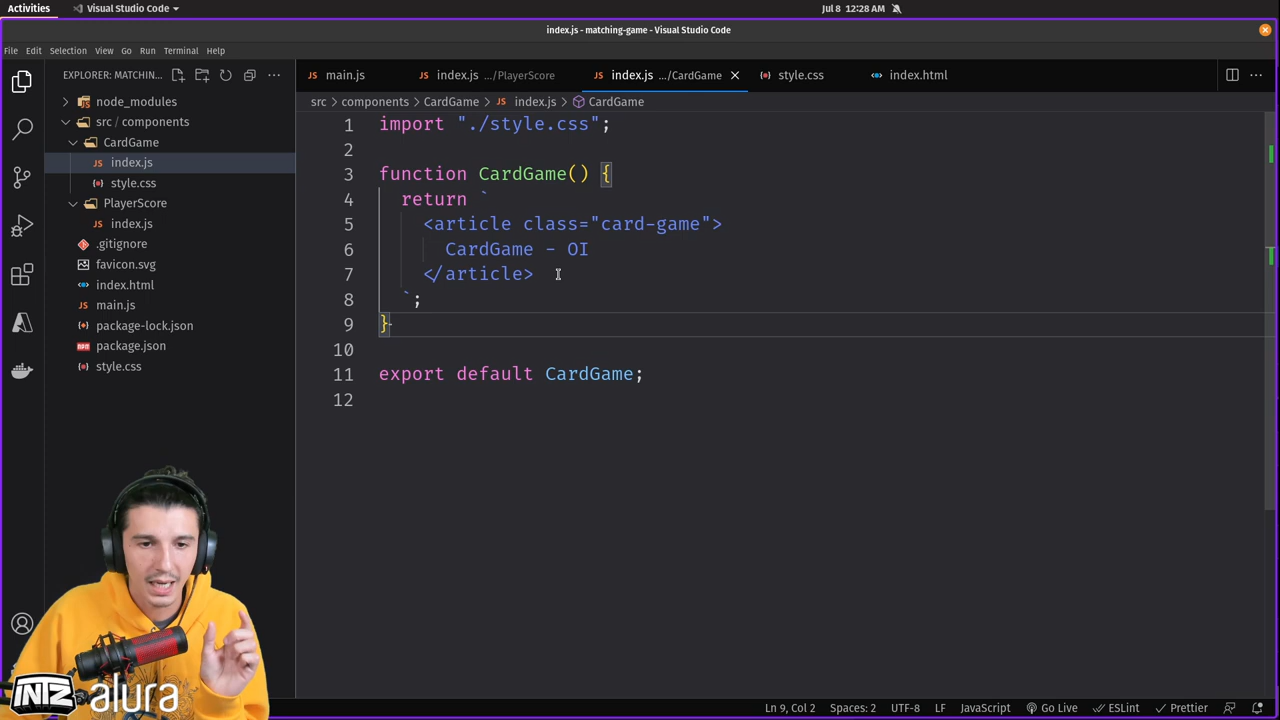 Activities
Visual Studio Code
Jul 8 12:28 AM
index.js - matching-game - Visual Studio Code
File Edit Selection View Go Run Terminal Help
EXPLORER: MATCHIN...
main.js
index.js .../PlayerScore
index.js .../CardGame
style.css
index.html
src > components > CardGame > index.js > CardGame
node_modules
src / components
CardGame
index.js
style.css
PlayerScore
index.js
.gitignore
favicon.svg
index.html
main.js
package-lock.json
package.json
style.css
1 import "./style.css";
2
3 function CardGame() {
4 return `
5 <article class="card-game">
6 CardGame - OI
7 </article>
8 `;
9 }
10
11 export default CardGame;
12
INTZ alura
Ln 9, Col 2 Spaces: 2 UTF-8 LF JavaScript Go Live ESLint Prettier